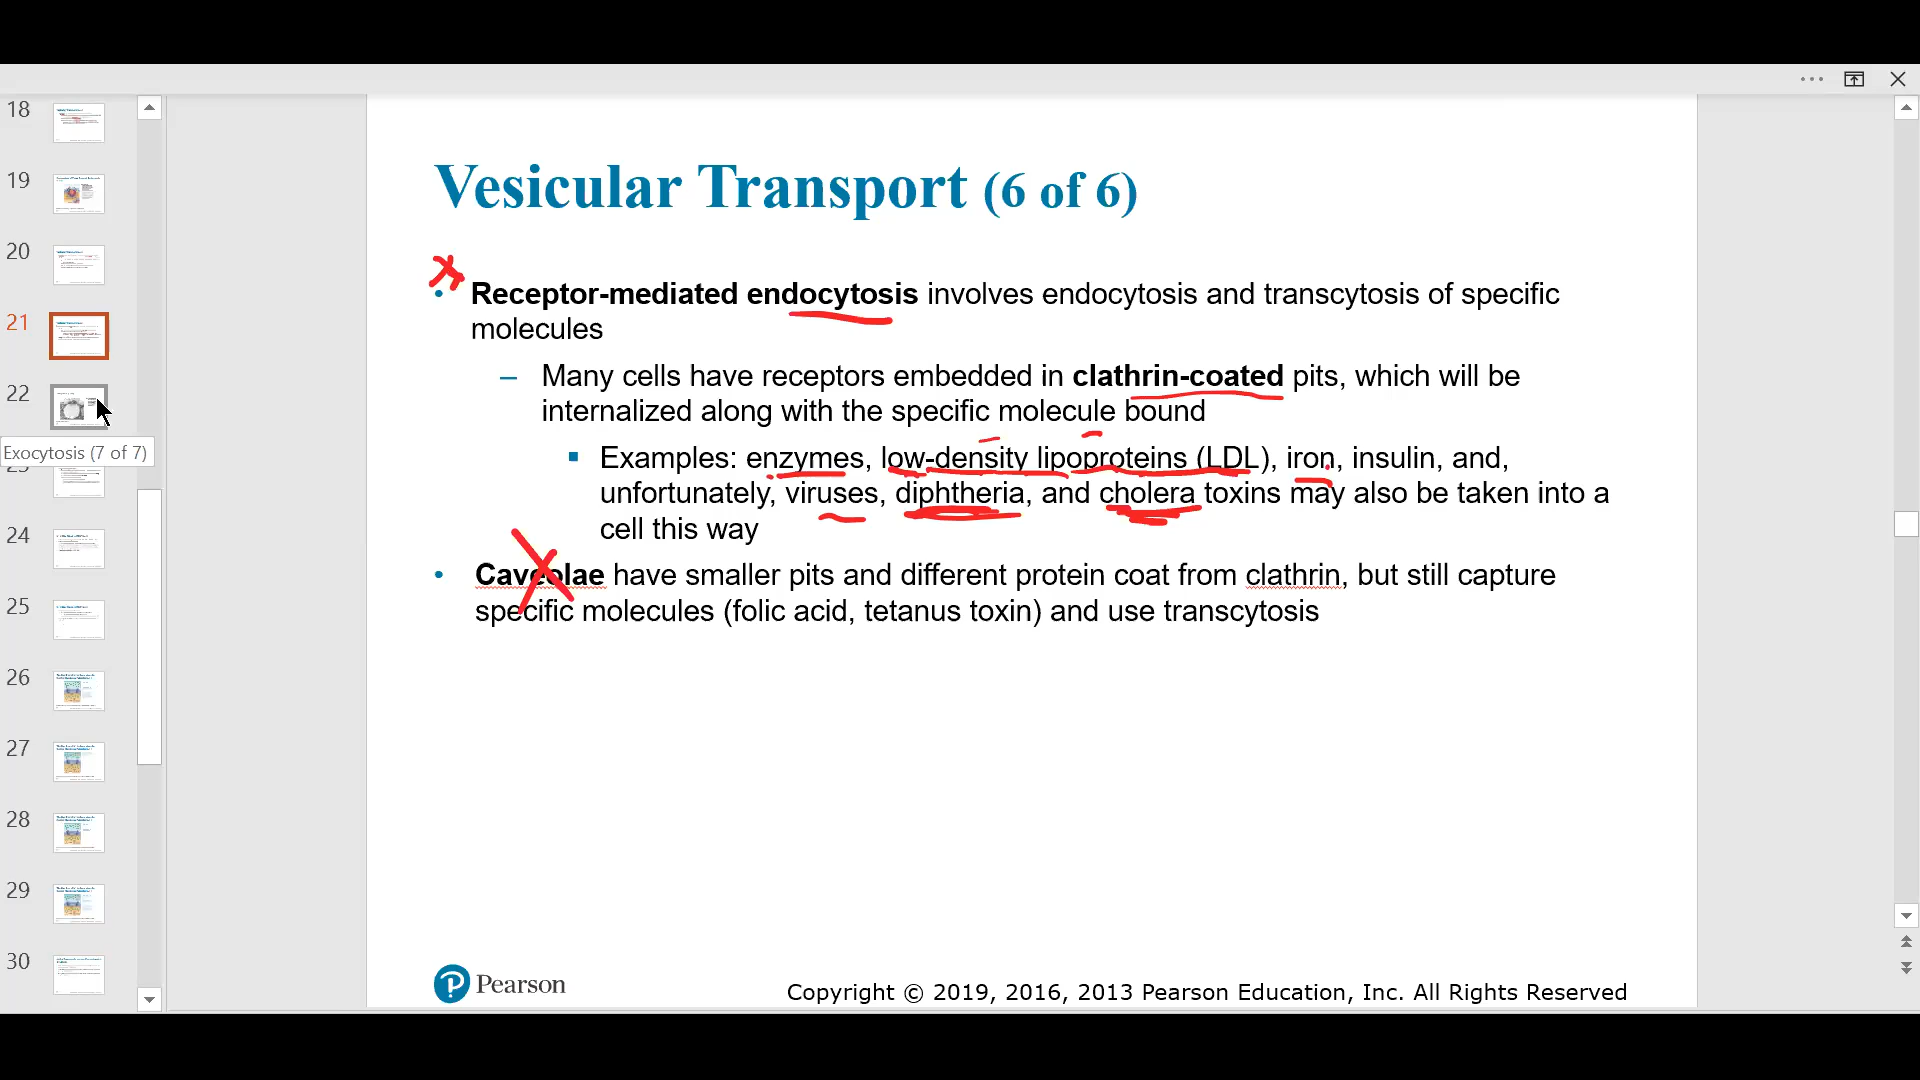 18
19
20
21
22
Exocytosis (7 of 7)
24
25
26
27
28
29
30
Vesicular Transport (6 of 6)
• Receptor-mediated endocytosis involves endocytosis and transcytosis of specific
molecules
– Many cells have receptors embedded in clathrin-coated pits, which will be
internalized along with the specific molecule bound
▪ Examples: enzymes, low-density lipoproteins (LDL), iron, insulin, and,
unfortunately, viruses, diphtheria, and cholera toxins may also be taken into a
cell this way
• Caveolae have smaller pits and different protein coat from clathrin, but still capture
specific molecules (folic acid, tetanus toxin) and use transcytosis
Pearson
Copyright © 2019, 2016, 2013 Pearson Education, Inc. All Rights Reserved